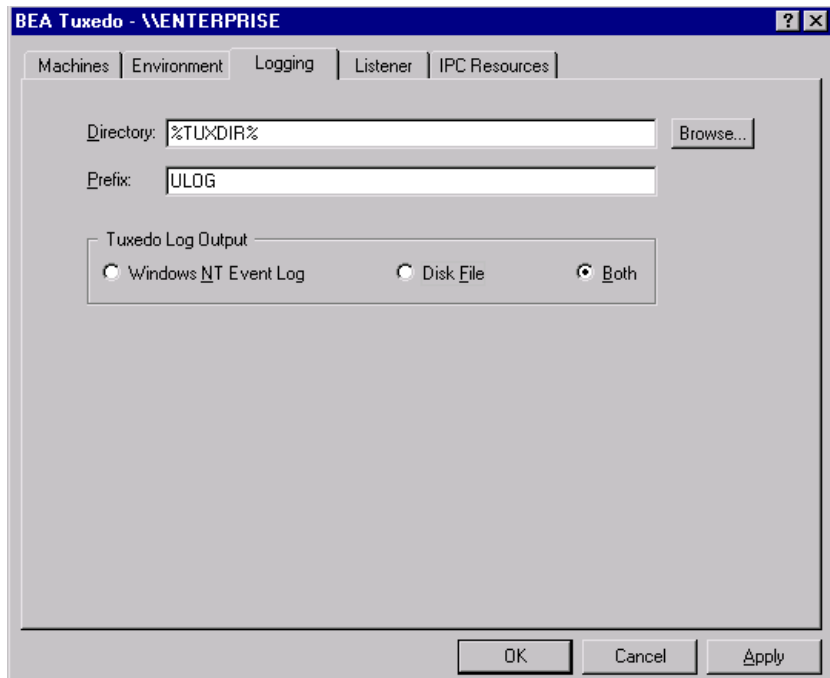 BEA Tuxedo - \\ENTERPRISE
Machines Environment Logging Listener IPC Resources
Directory: %TUXDIR% Browse...
Prefix: ULOG
Tuxedo Log Output
Windows NT Event Log Disk File Both
OK Cancel Apply